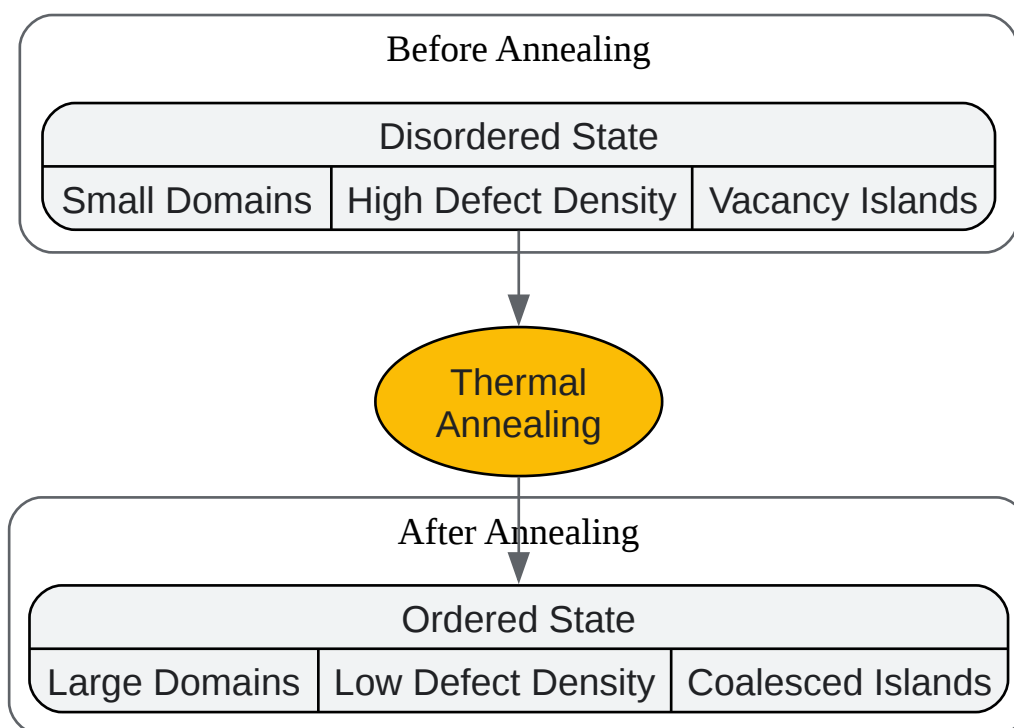 Before Annealing
Disordered State
Small Domains
High Defect Density
Vacancy Islands
Thermal
Annealing
After Annealing
Ordered State
Large Domains
Low Defect Density
Coalesced Islands